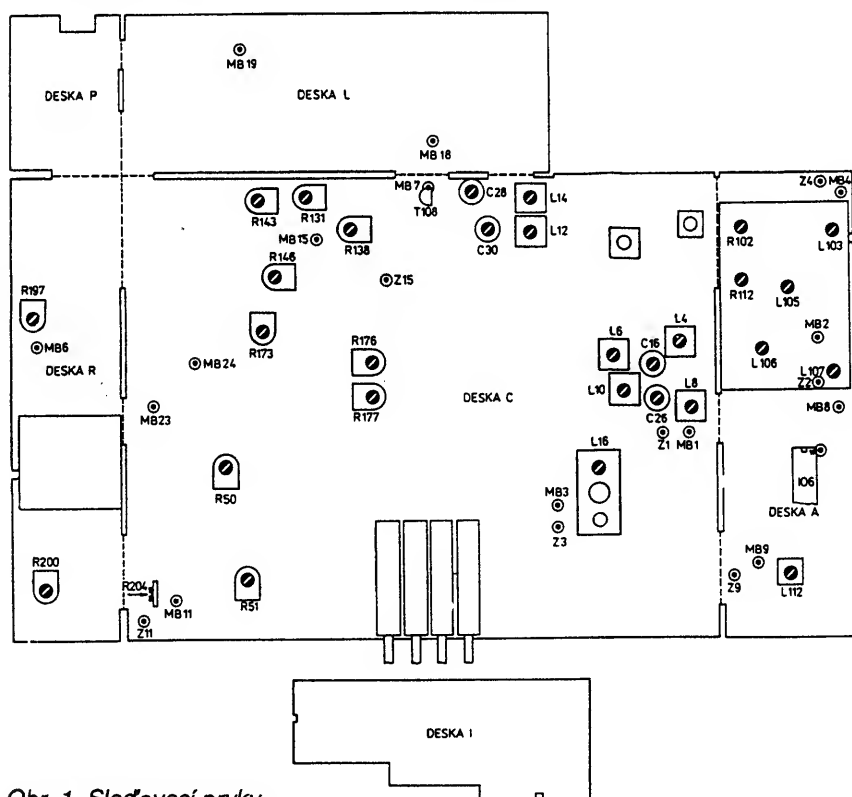 MB19
DESKA P
DESKA L
MB18
MB7
T108
C28
L14
Z4
MB4
R143
R131
MB15
R138
C30
L12
R102
L103
R146
Z15
R112
L105
R197
MB6
R173
R176
L6
C16
L4
MB2
L106
L107
Z2
DESKA R
MB24
R177
DESKA C
L10
C26
L8
MB8
MB23
Z1
MB1
L16
R50
IO6
MB3
Z3
DESKA A
R200
R204
MB11
Z11
R51
MB9
Z9
L112
DESKA I
Obr. 1. Slaďovací prvky